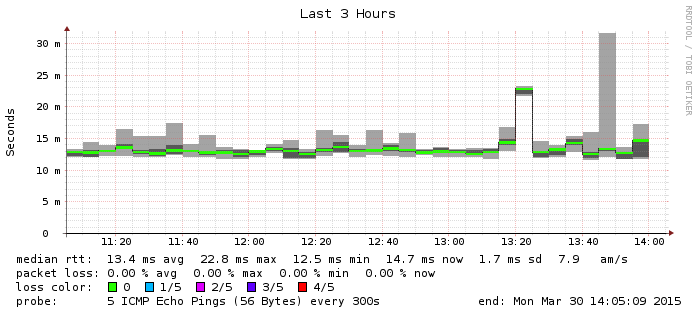 Last 3 Hours
RRDTOOL / TOBI OETIKER
Seconds
30 m
25 m
20 m
15 m
10 m
5 m
0
11:20 11:40 12:00 12:20 12:40 13:00 13:20 13:40 14:00
median rtt: 13.4 ms avg 22.8 ms max 12.5 ms min 14.7 ms now 1.7 ms sd 7.9 am/s
packet loss: 0.00 % avg 0.00 % max 0.00 % min 0.00 % now
loss color: 0 1/5 2/5 3/5 4/5
probe: 5 ICMP Echo Pings (56 Bytes) every 300s end: Mon Mar 30 14:05:09 2015